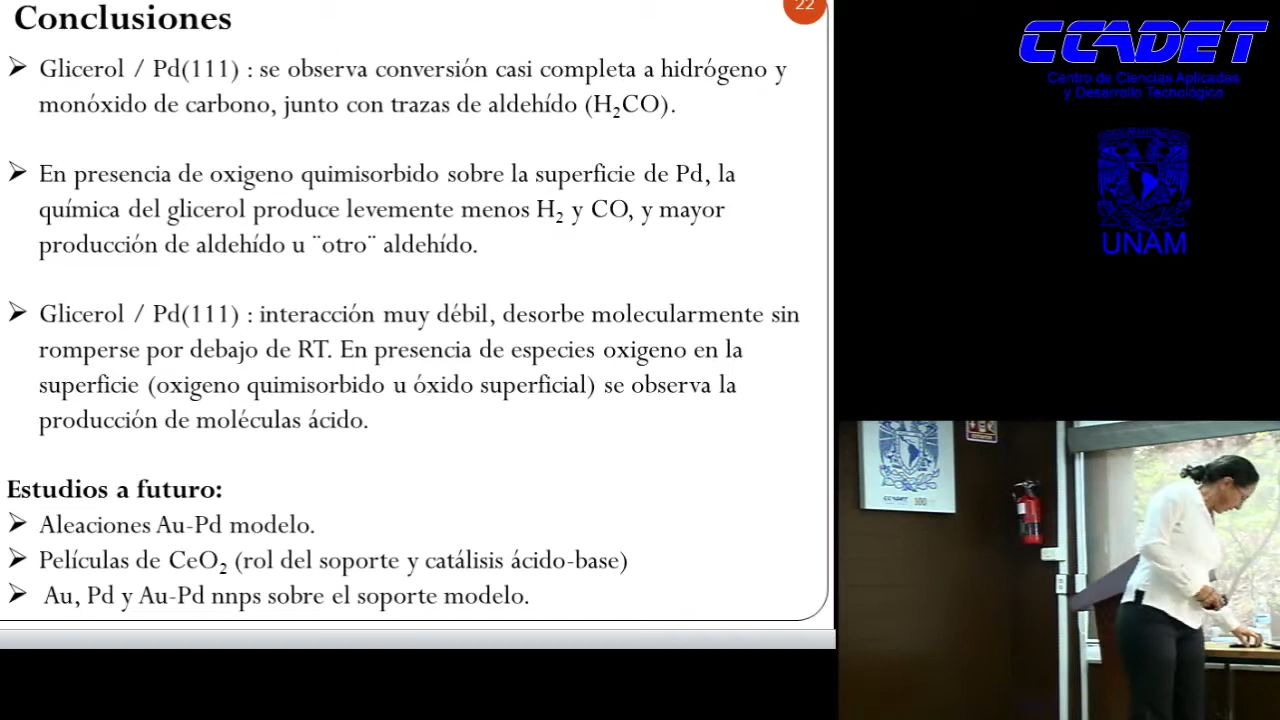 22
Conclusiones
Glicerol / Pd(111) : se observa conversión casi completa a hidrógeno y
monóxido de carbono, junto con trazas de aldehído (H₂CO).
En presencia de oxigeno quimisorbido sobre la superficie de Pd, la
química del glicerol produce levemente menos H₂ y CO, y mayor
producción de aldehído u ¨otro¨ aldehído.
Glicerol / Pd(111) : interacción muy débil, desorbe molecularmente sin
romperse por debajo de RT. En presencia de especies oxigeno en la
superficie (oxigeno quimisorbido u óxido superficial) se observa la
producción de moléculas ácido.
Estudios a futuro:
Aleaciones Au-Pd modelo.
Películas de CeO₂ (rol del soporte y catálisis ácido-base)
Au, Pd y Au-Pd nnps sobre el soporte modelo.
CCADET
Centro de Ciencias Aplicadas
y Desarrollo Tecnológico
UNAM
CCADET